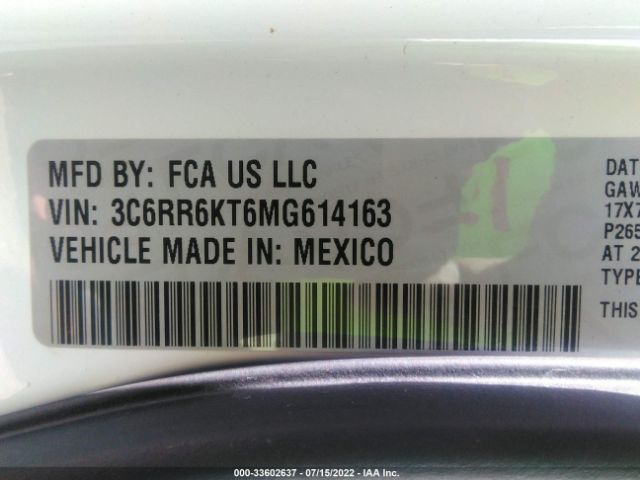 MFD BY: FCA US LLC
VIN: 3C6RR6KT6MG614163
VEHICLE MADE IN: MEXICO
DAT
GAW
17X7
P265
AT 2
TYPE
THIS
000-33602637 - 07/15/2022 - IAA Inc.